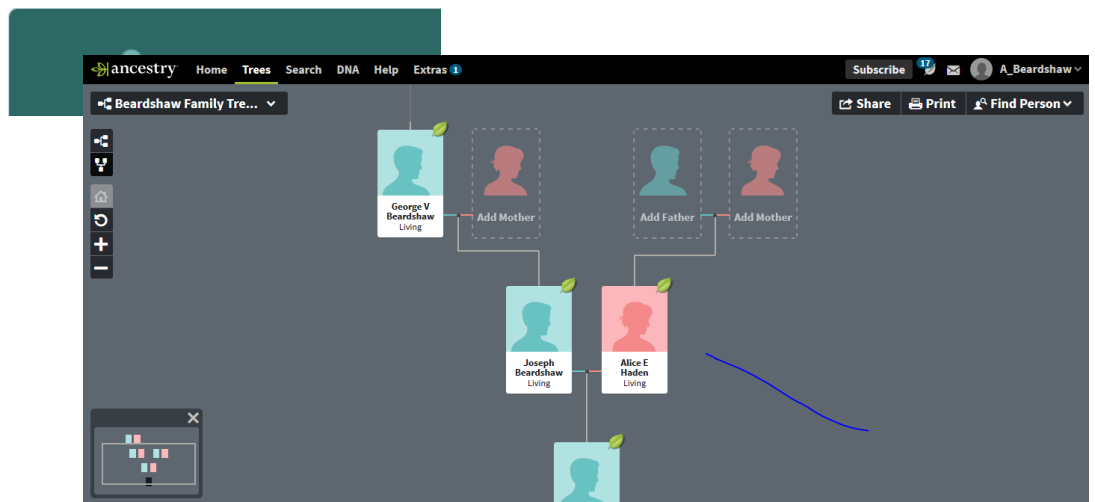 ancestry Home Trees Search DNA Help Extras 1 Subscribe 17 A_Beardshaw
Beardshaw Family Tre... Share Print Find Person
George V
Beardshaw
Living
Add Mother
Add Father
Add Mother
Joseph
Beardshaw
Living
Alice E
Haden
Living